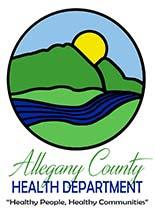 Allegany County
HEALTH DEPARTMENT
"Healthy People, Healthy Communities"